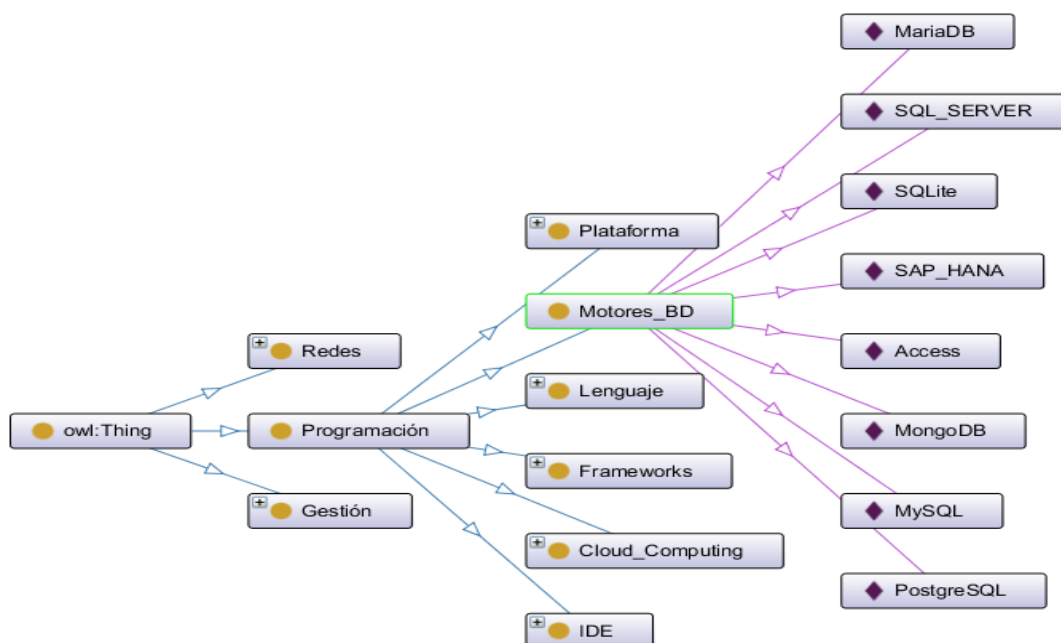 MariaDB
SQL_SERVER
SQLite
Plataforma
SAP_HANA
Motores_BD
Redes
Access
Lenguaje
owl:Thing
Programación
MongoDB
Frameworks
Gestión
MySQL
Cloud_Computing
PostgreSQL
IDE